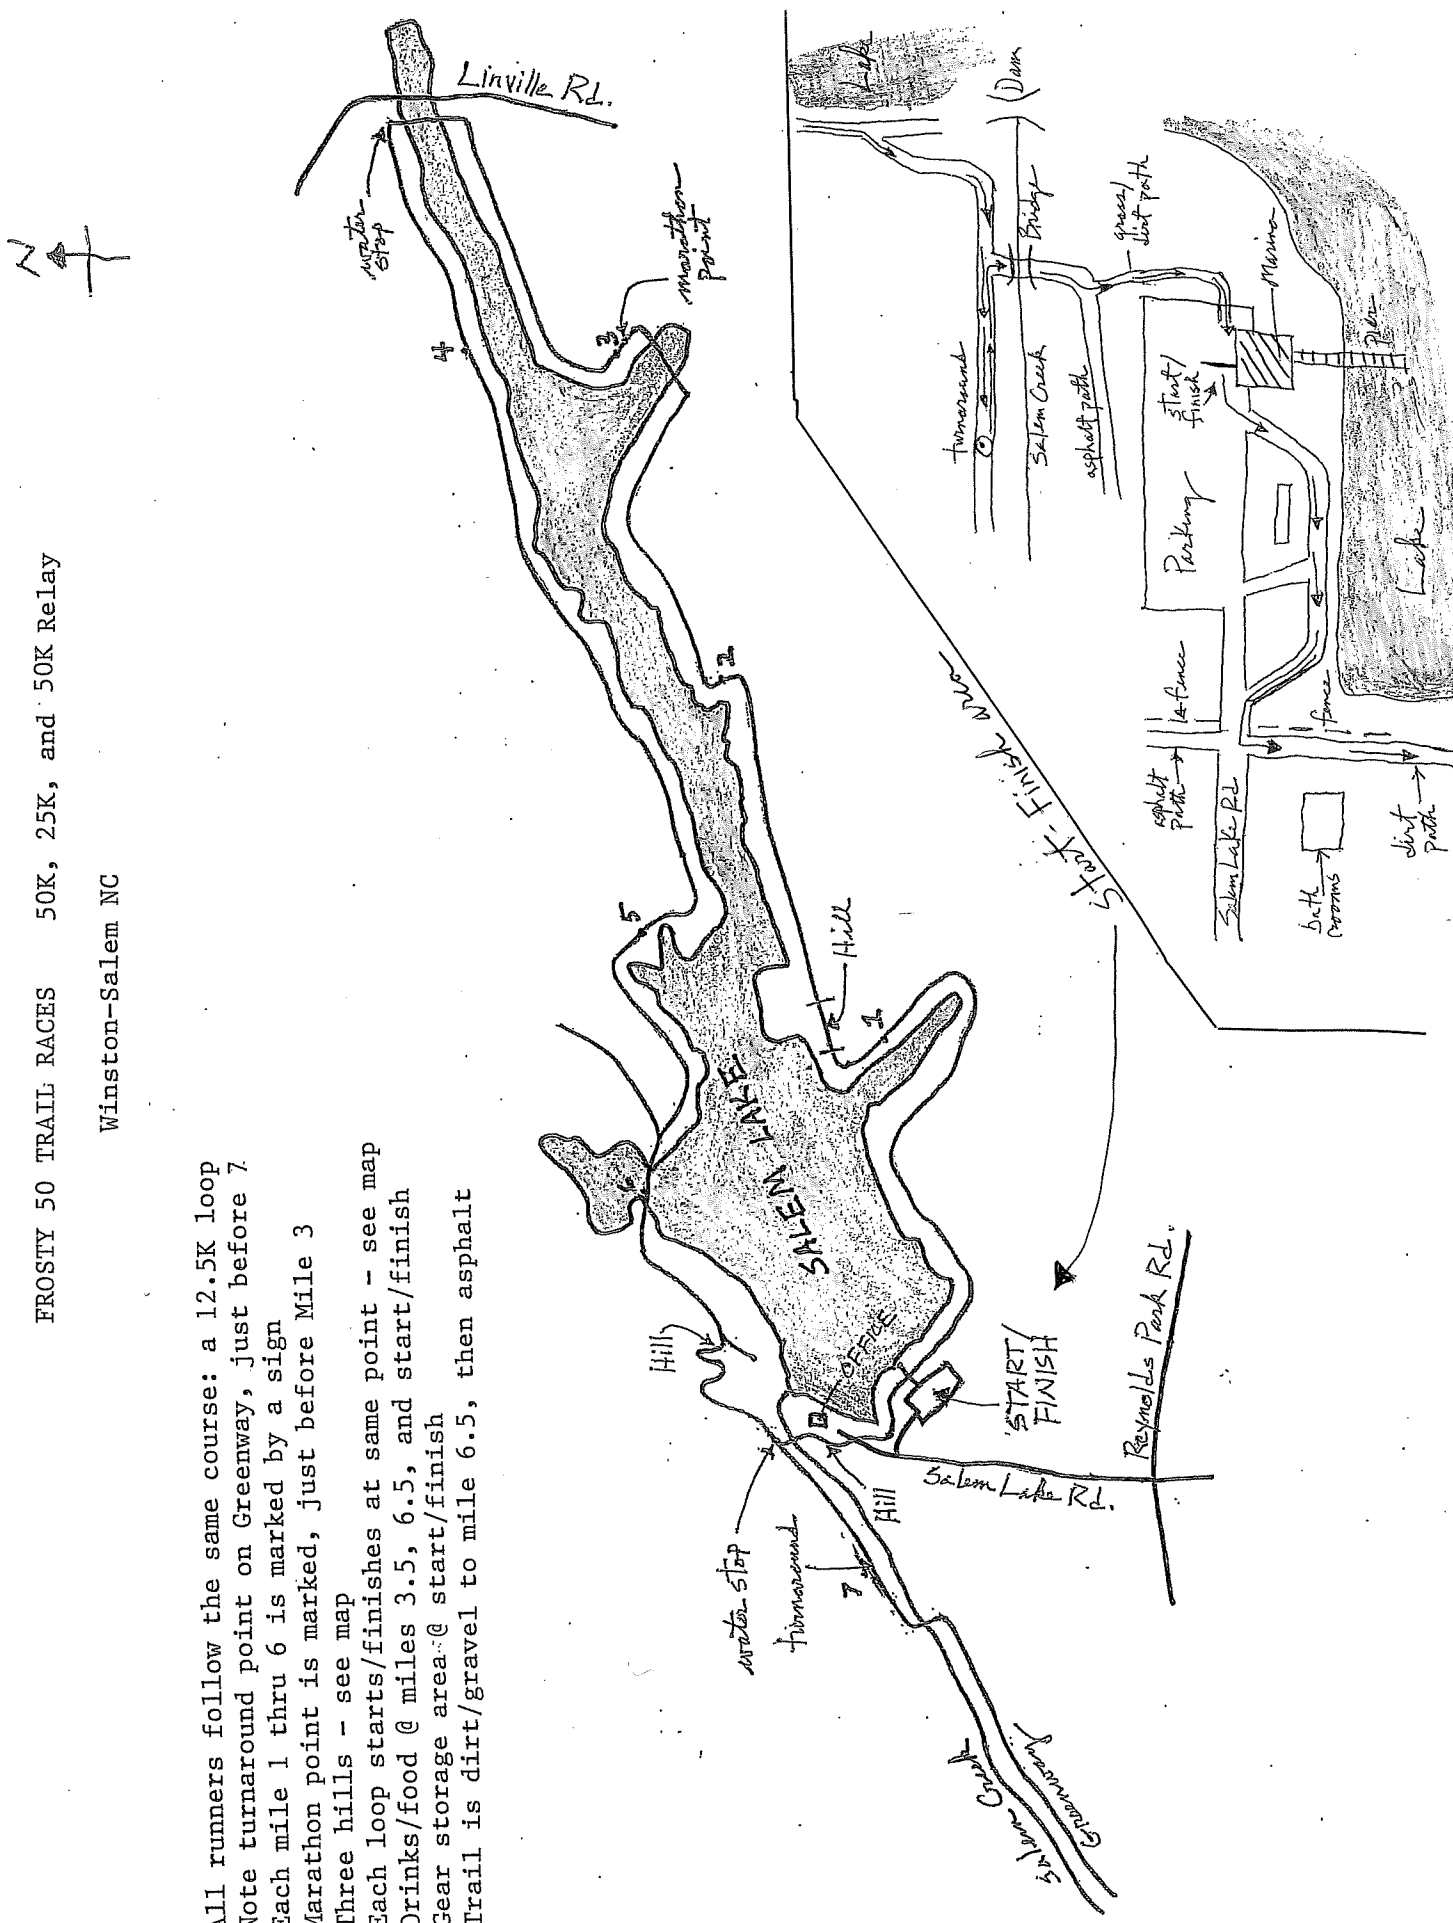 FROSTY 50 TRAIL RACES 50K, 25K, and 50K Relay
Winston-Salem NC
All runners follow the same course: a 12.5K loop
Note turnaround point on Greenway, just before 7
Each mile 1 thru 6 is marked by a sign
Marathon point is marked, just before Mile 3
Three hills - see map
Each loop starts/finishes at same point - see map
Drinks/food @ miles 3.5, 6.5, and start/finish
Gear storage area @ start/finish
Trail is dirt/gravel to mile 6.5, then asphalt
N
Linville Rd.
water
stop
marathon
point
4
3
2
5
Hill
1
6
SALEM LAKE
Hill
OFFICE
START/
FINISH
water stop
turnaround
7
Hill
Salem Lake Rd.
Reynolds Park Rd.
Salem Creek
Greenway
Start-Finish area
Lake
Dam
Bridge
turnaround
Salem Creek
asphalt path
grass/
dirt path
Marina
start/
finish
Pier
Parking
Lake
fence
fence
asphalt
path
Salem Lake Rd
bath
rooms
dirt
path